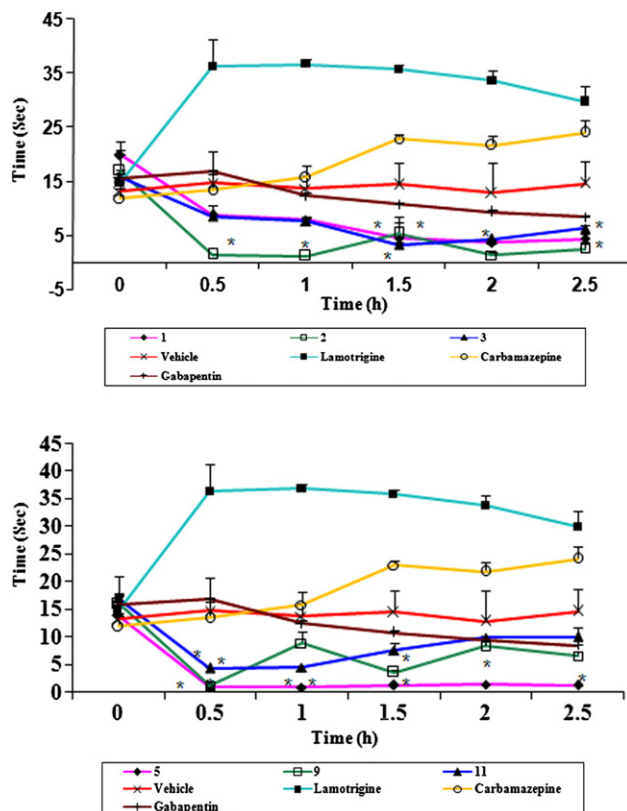 45
35
25
15
5
-5
Time (Sec)
0 0.5 1 1.5 2 2.5
Time (h)
1 2 3
Vehicle Lamotrigine Carbamazepine
Gabapentin
* * * * * * * *
45
40
35
30
25
20
15
10
5
0
Time (Sec)
0 0.5 1 1.5 2 2.5
Time (h)
5 9 11
Vehicle Lamotrigine Carbamazepine
Gabapentin
* * * * * * * * *